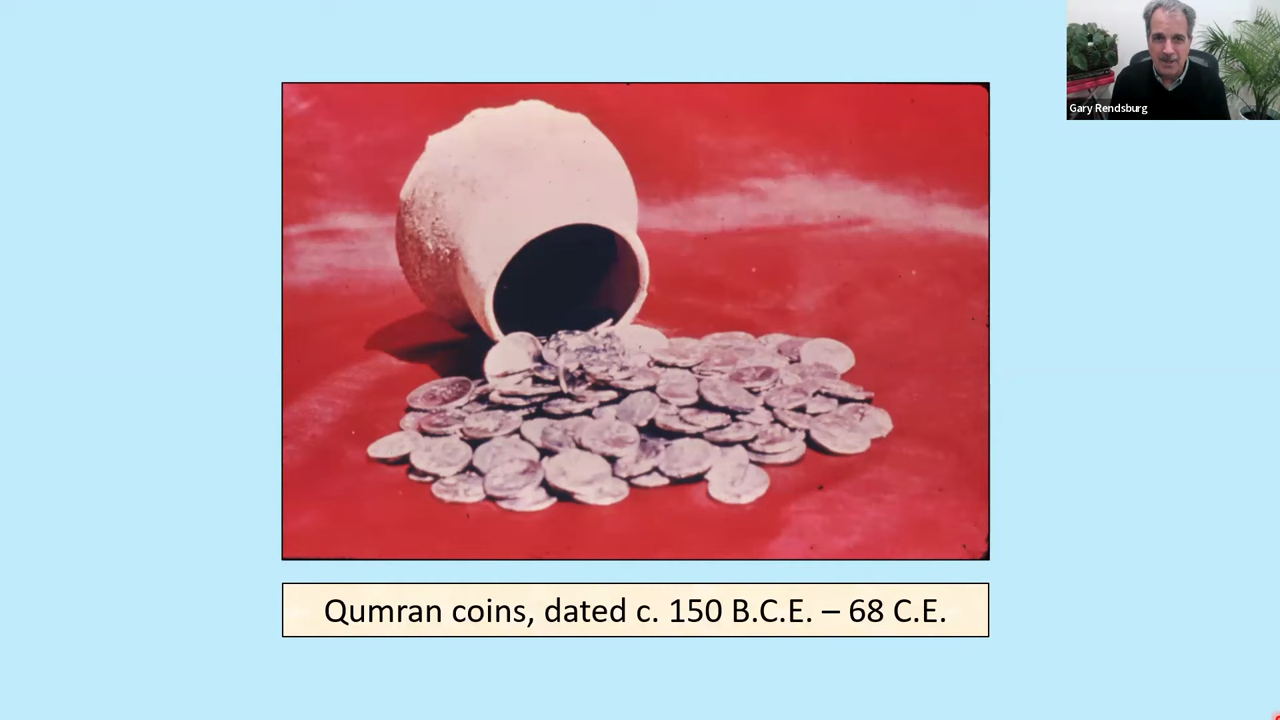 Gary Rendsburg
Qumran coins, dated c. 150 B.C.E. – 68 C.E.